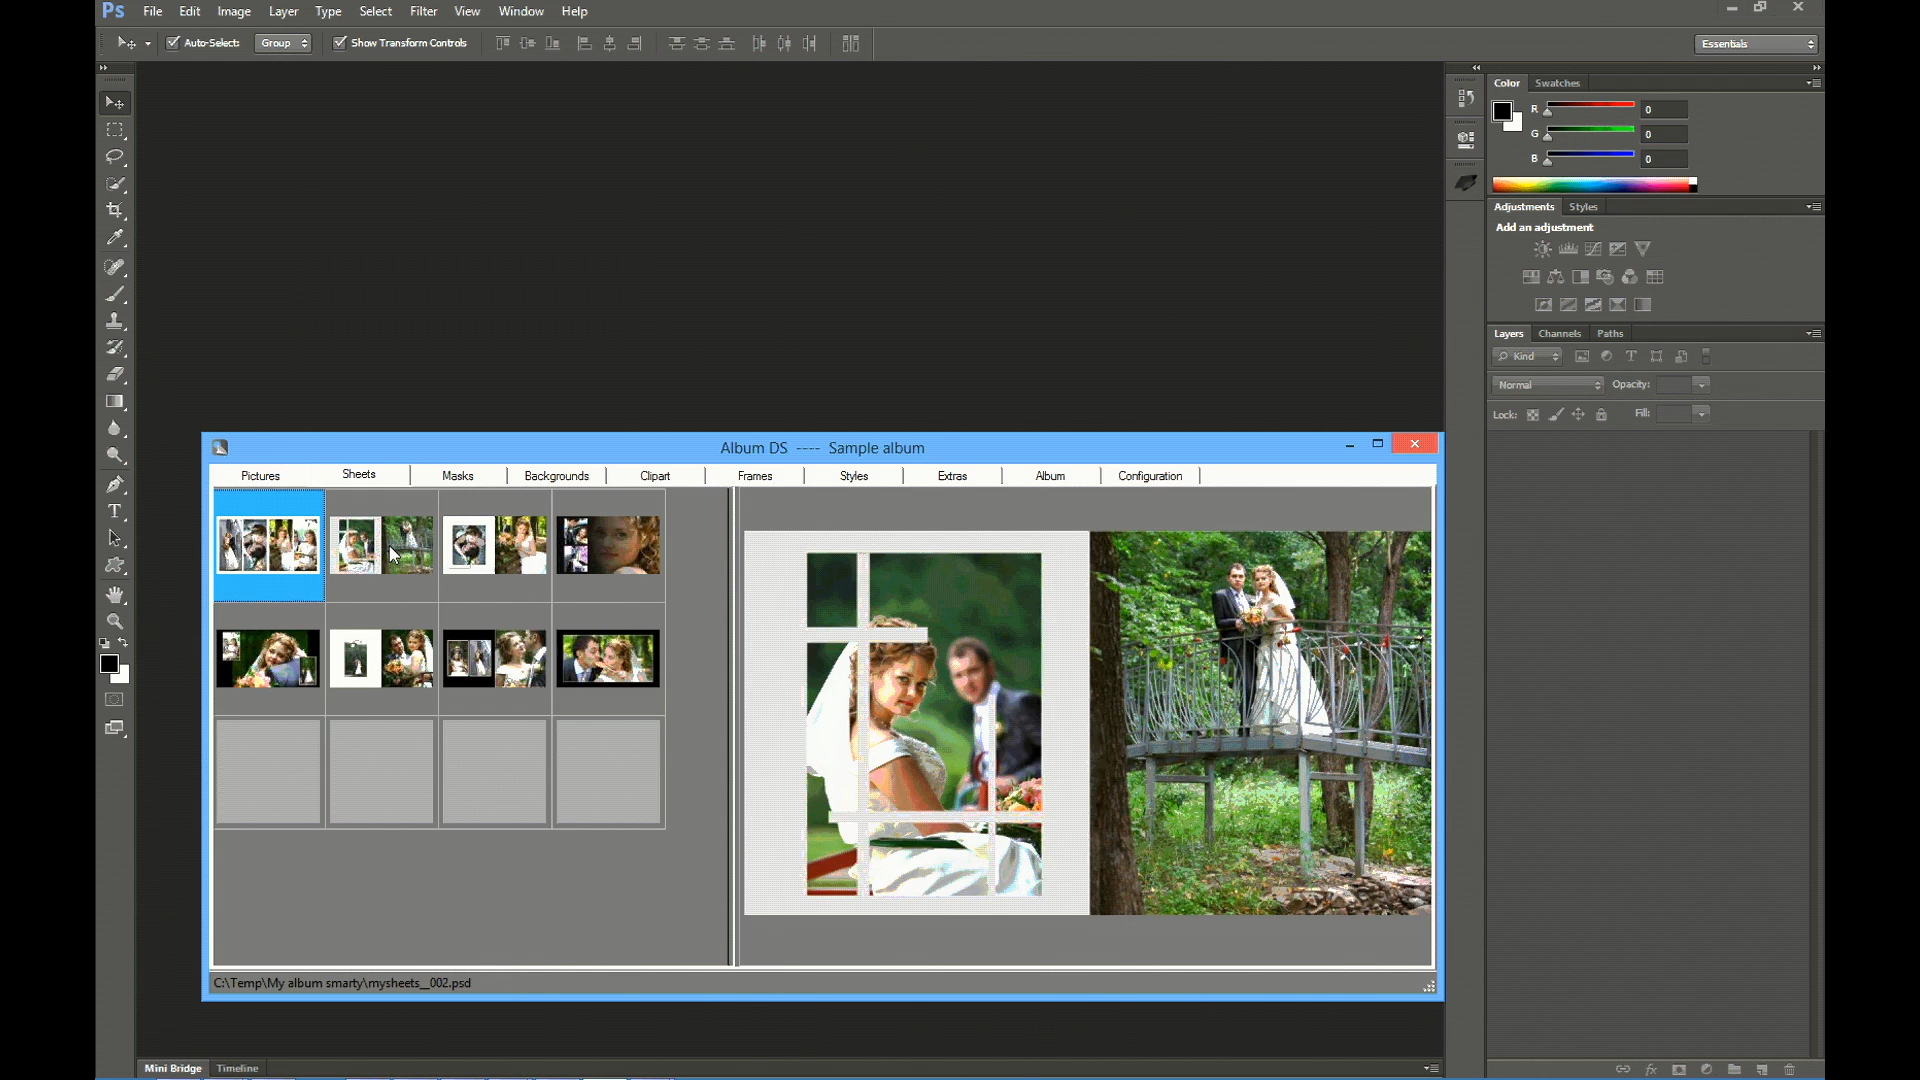 Ps File Edit Image Layer Type Select Filter View Window Help
Auto-Select: Group Show Transform Controls Essentials
Color Swatches
R 0
G 0
B 0
Adjustments Styles
Add an adjustment
Layers Channels Paths
Kind
Normal Opacity:
Lock: Fill:
Album DS ---- Sample album
Pictures Sheets Masks Backgrounds Clipart Frames Styles Extras Album Configuration
C:\Temp\My album smarty\mysheets_002.psd
Mini Bridge Timeline